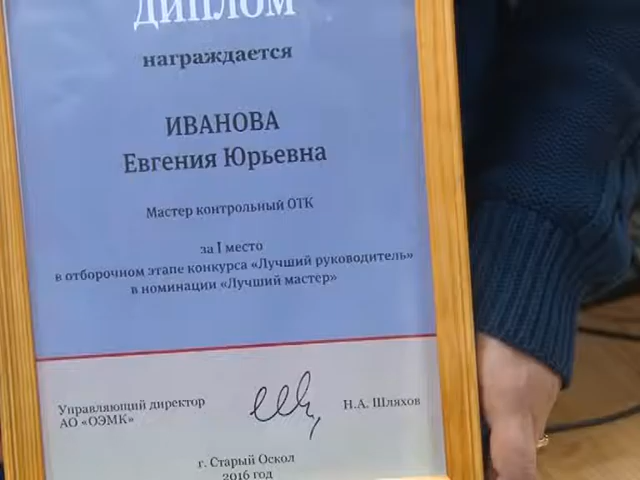 ДИПЛОМ
награждается
ИВАНОВА
Евгения Юрьевна
Мастер контрольный ОТК
за I место
в отборочном этапе конкурса «Лучший руководитель»
в номинации «Лучший мастер»
Управляющий директор
АО «ОЭМК»
Н.А. Шляхов
г. Старый Оскол
2016 год